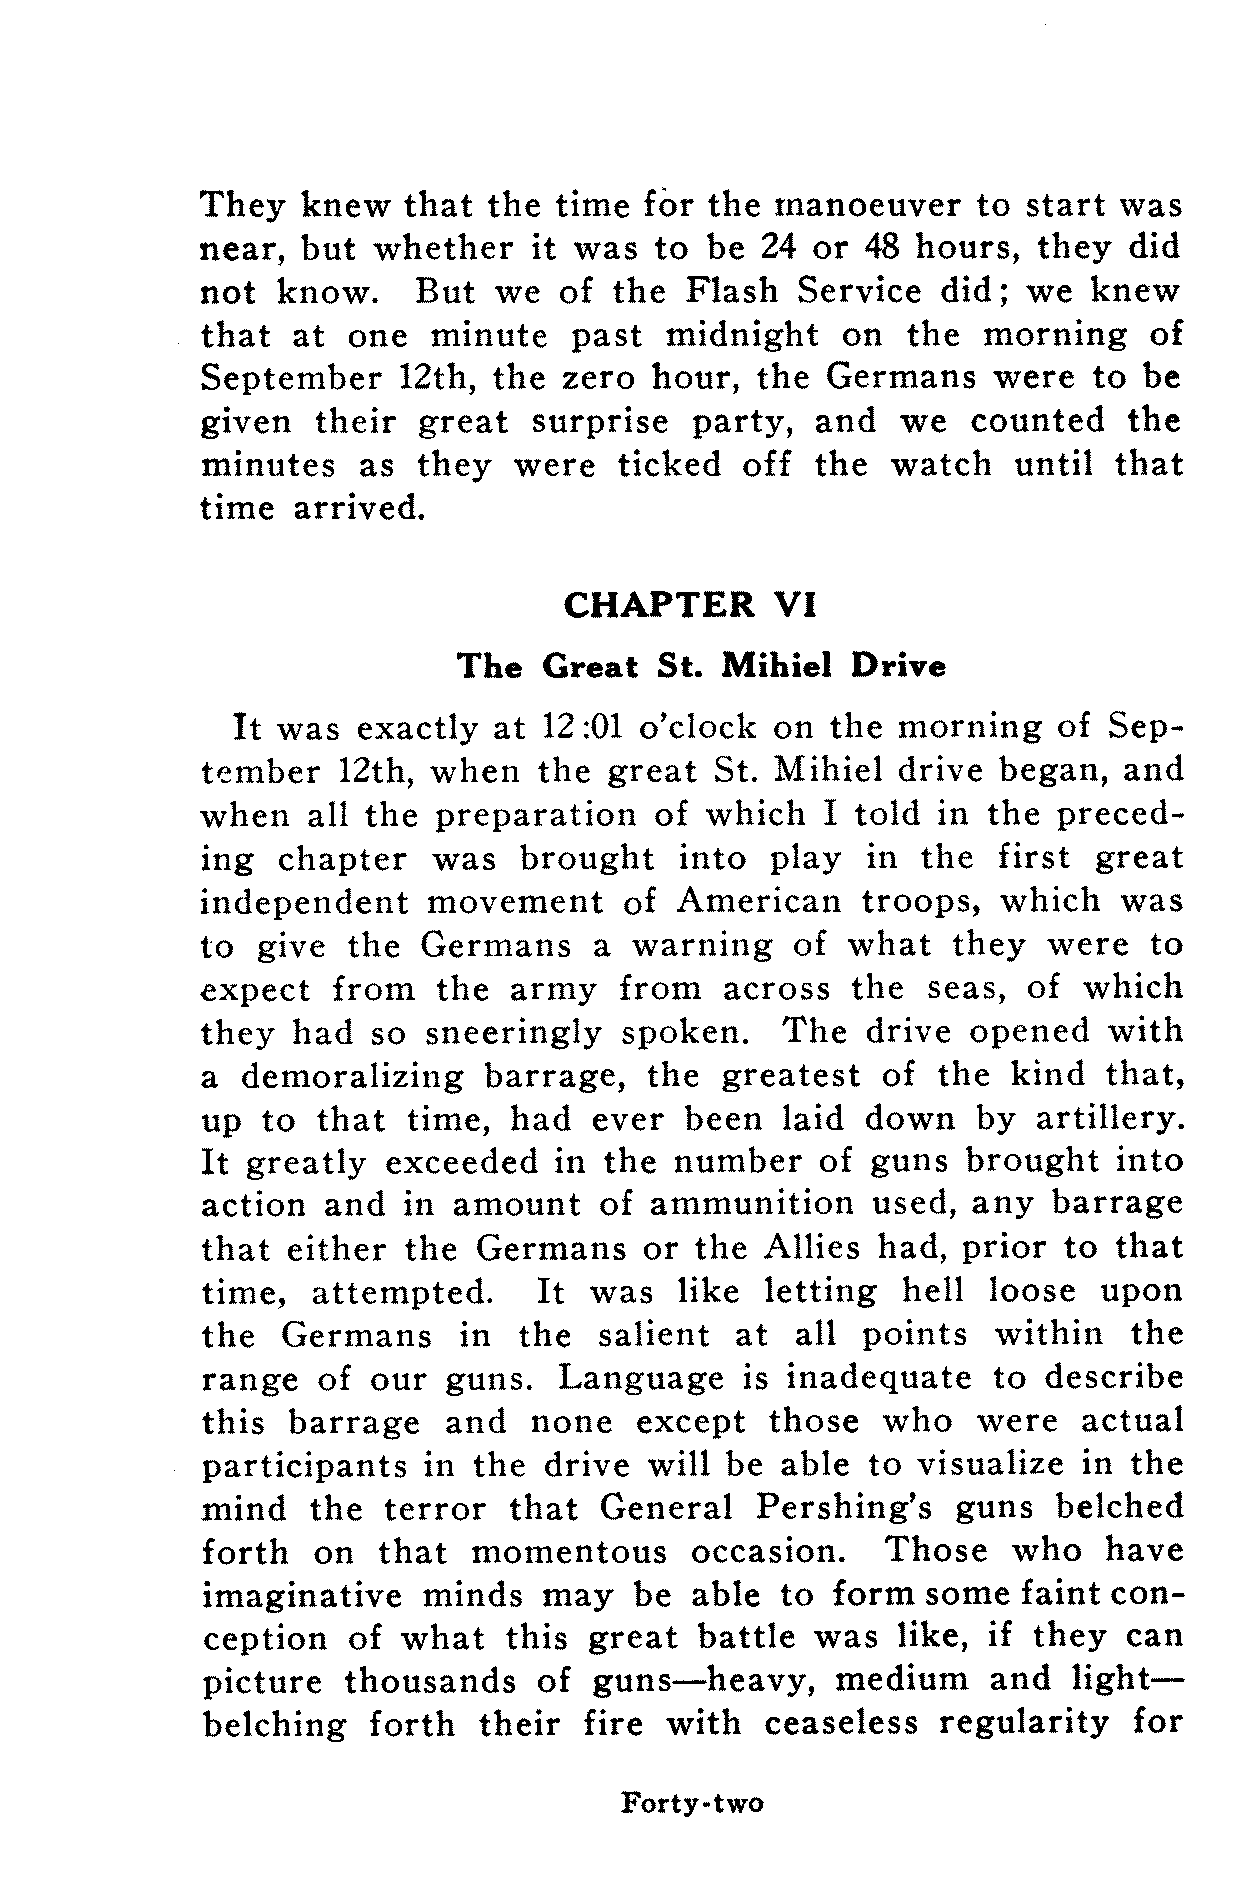 They knew that the time for the manoeuver to start was
near, but whether it was to be 24 or 48 hours, they did
not know. But we of the Flash Service did; we knew
that at one minute past midnight on the morning of
September 12th, the zero hour, the Germans were to be
given their great surprise party, and we counted the
minutes as they were ticked off the watch until that
time arrived.
CHAPTER VI
The Great St. Mihiel Drive
It was exactly at 12:01 o'clock on the morning of Sep-
tember 12th, when the great St. Mihiel drive began, and
when all the preparation of which I told in the preced-
ing chapter was brought into play in the first great
independent movement of American troops, which was
to give the Germans a warning of what they were to
expect from the army from across the seas, of which
they had so sneeringly spoken. The drive opened with
a demoralizing barrage, the greatest of the kind that,
up to that time, had ever been laid down by artillery.
It greatly exceeded in the number of guns brought into
action and in amount of ammunition used, any barrage
that either the Germans or the Allies had, prior to that
time, attempted. It was like letting hell loose upon
the Germans in the salient at all points within the
range of our guns. Language is inadequate to describe
this barrage and none except those who were actual
participants in the drive will be able to visualize in the
mind the terror that General Pershing's guns belched
forth on that momentous occasion. Those who have
imaginative minds may be able to form some faint con-
ception of what this great battle was like, if they can
picture thousands of guns—heavy, medium and light—
belching forth their fire with ceaseless regularity for
Forty-two